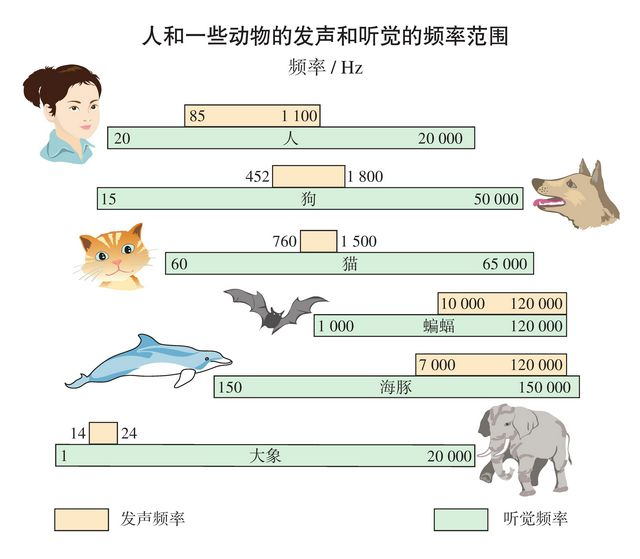 人和一些动物的发声和听觉的频率范围
频率 / Hz
85 1 100
20 人 20 000
452 1 800
15 狗 50 000
760 1 500
60 猫 65 000
10 000 120 000
1 000 蝙蝠 120 000
7 000 120 000
150 海豚 150 000
14 24
1 大象 20 000
发声频率 听觉频率